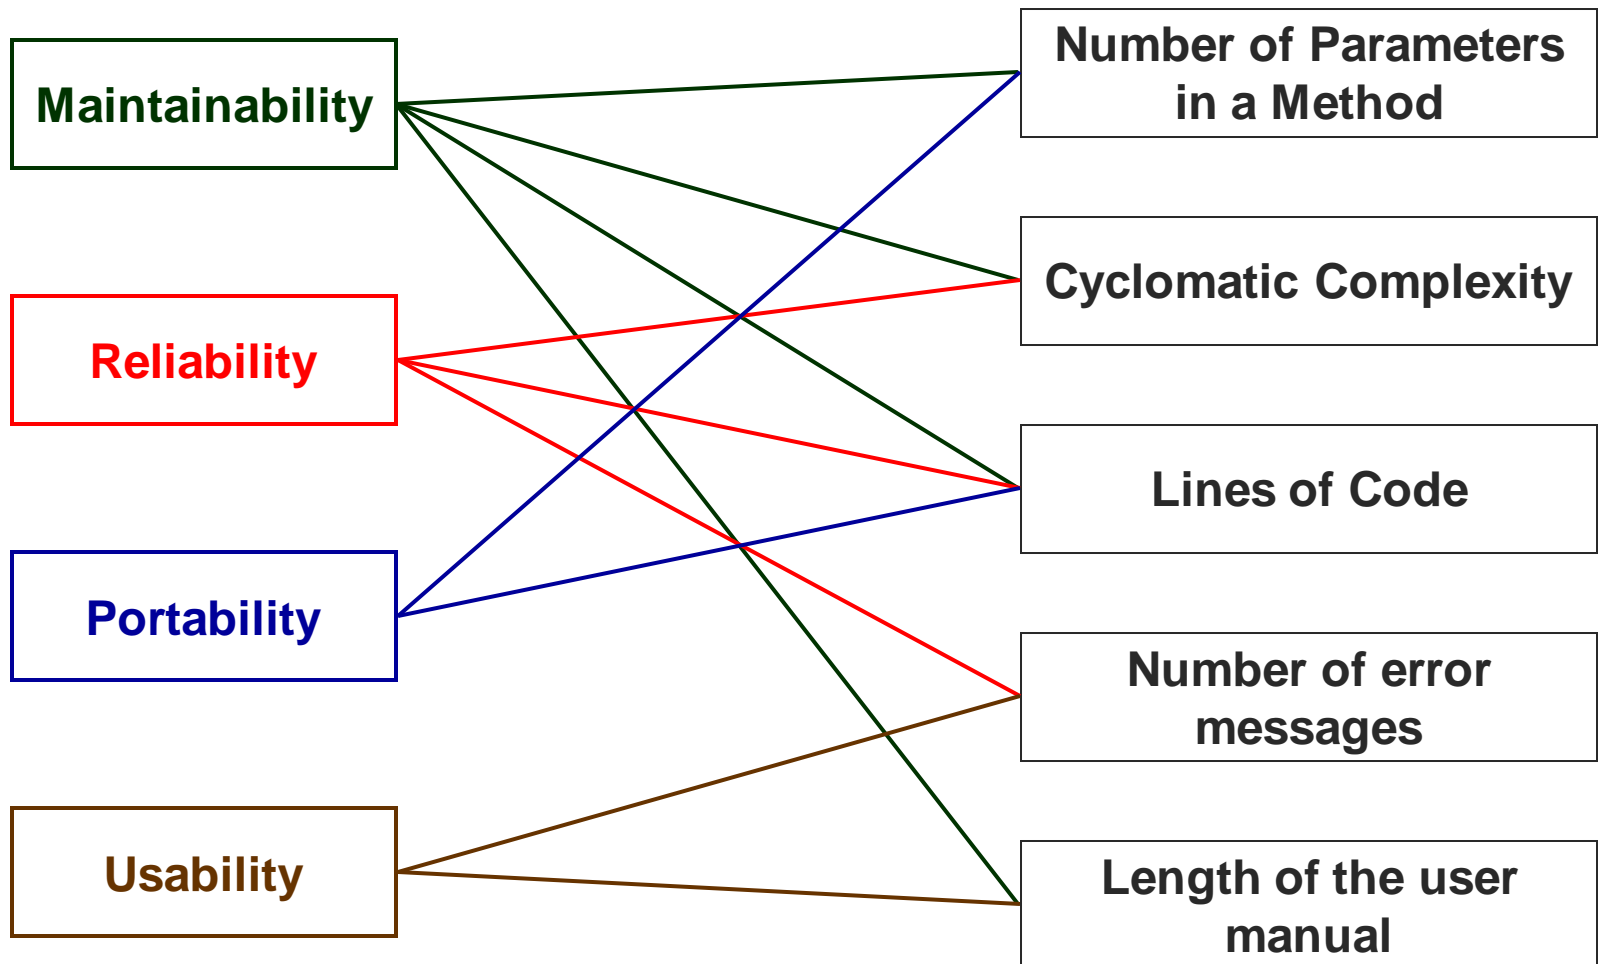 Maintainability
Reliability
Portability
Usability
Number of Parameters
in a Method
Cyclomatic Complexity
Lines of Code
Number of error
messages
Length of the user
manual